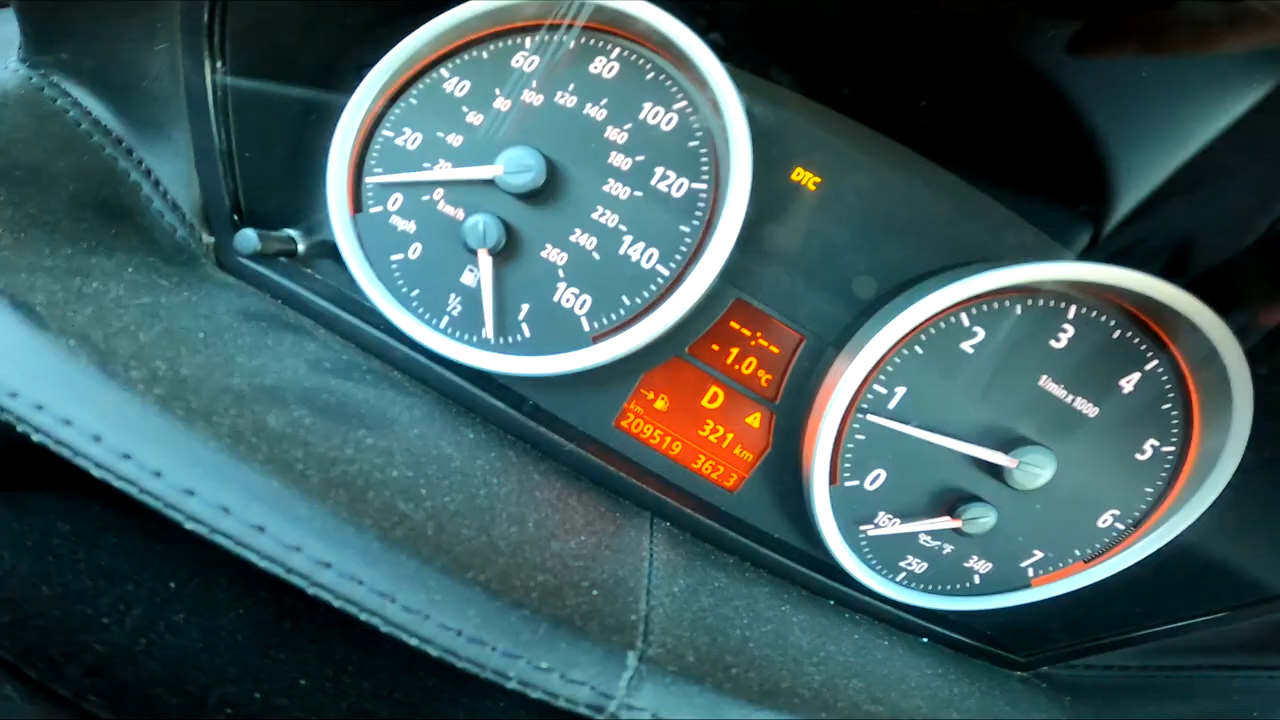 0 20 40 60 80 100 120 140 160
mph
0 20 40 60 80 100 120 140 160 180 200 220 240 260
km/h
0 1/2 1
DTC
--:--
-1.0 °C
D
321 km
km
209519 362.3
0 1 2 3 4 5 6 7
1/min x 1000
160 250 340
°F